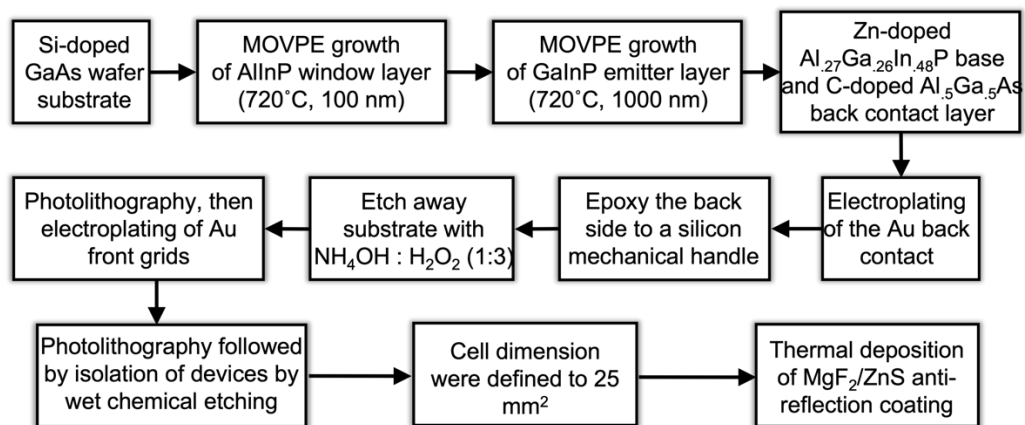 Si-doped
GaAs wafer
substrate
MOVPE growth
of AlInP window layer
(720˚C, 100 nm)
MOVPE growth
of GaInP emitter layer
(720˚C, 1000 nm)
Zn-doped
Al.27Ga.26In.48P base
and C-doped Al.5Ga.5As
back contact layer
Electroplating
of the Au back
contact
Epoxy the back
side to a silicon
mechanical handle
Etch away
substrate with
NH4OH : H2O2 (1:3)
Photolithography, then
electroplating of Au
front grids
Photolithography followed
by isolation of devices by
wet chemical etching
Cell dimension
were defined to 25
mm2
Thermal deposition
of MgF2/ZnS anti-
reflection coating